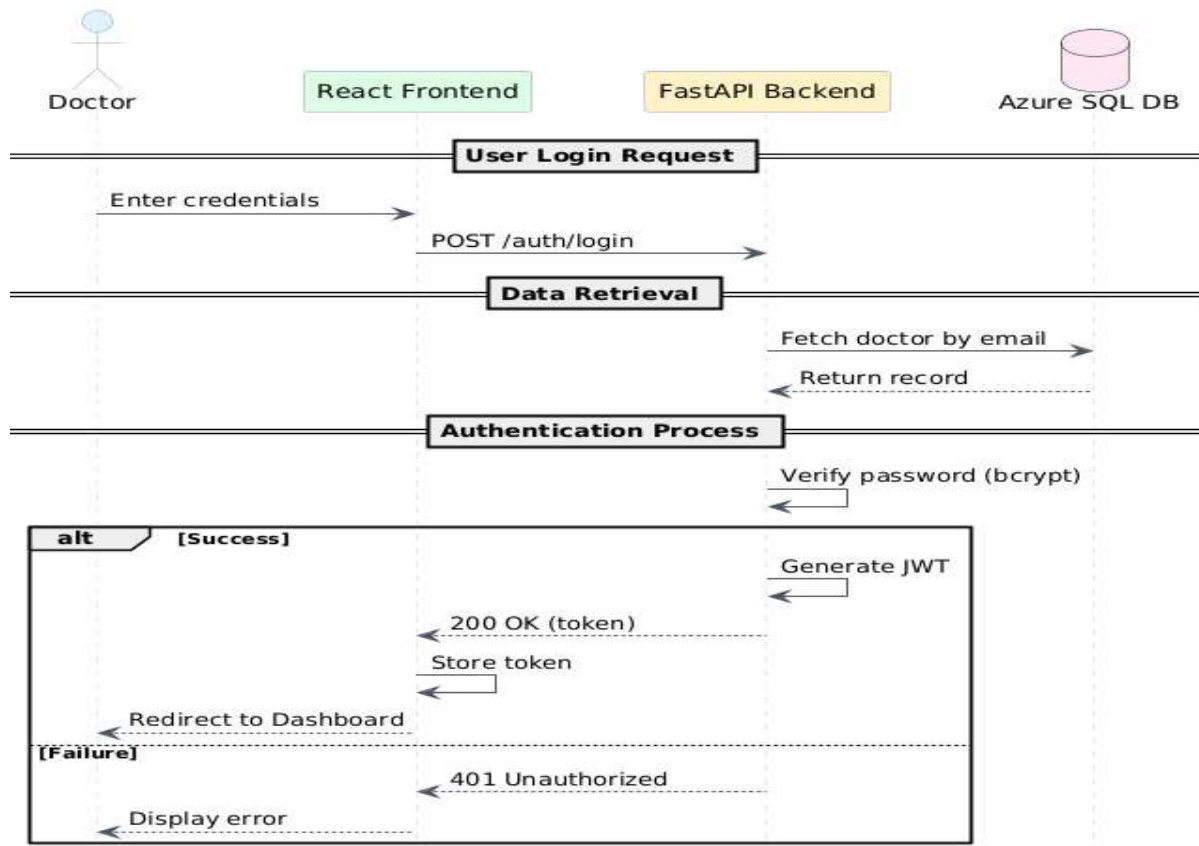 Doctor
React Frontend
FastAPI Backend
Azure SQL DB
User Login Request
Enter credentials
POST /auth/login
Data Retrieval
Fetch doctor by email
Return record
Authentication Process
Verify password (bcrypt)
alt [Success]
Generate JWT
200 OK (token)
Store token
Redirect to Dashboard
[Failure]
401 Unauthorized
Display error